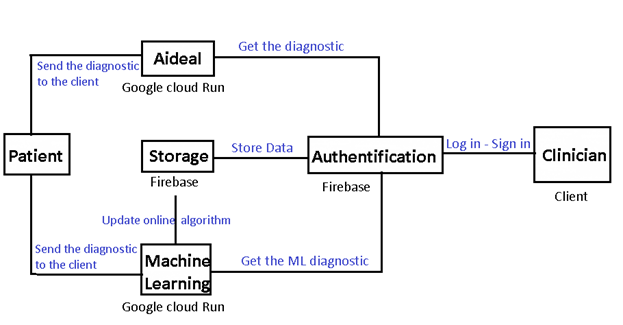 Get the diagnostic
Aideal
Send the diagnostic
to the client
Google cloud Run
Patient
Storage
Store Data
Authentification
Log in - Sign in
Clinician
Firebase
Firebase
Client
Update online algorithm
Send the diagnostic
to the client
Machine
Learning
Get the ML diagnostic
Google cloud Run